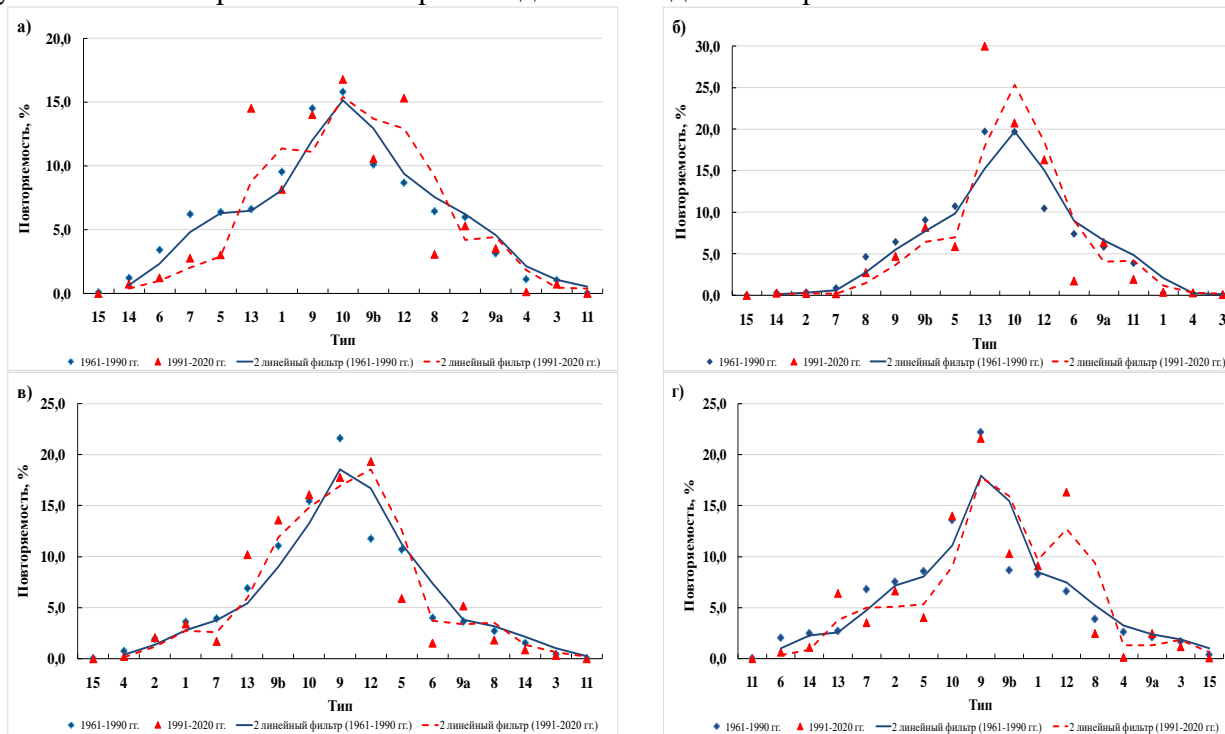 а)
20,0
15,0
10,0
5,0
0,0
Повторяемость, %
15 14 6 7 5 13 1 9 10 9b 12 8 2 9a 4 3 11
Тип
1961-1990 гг. 1991-2020 гг. 2 линейный фильтр (1961-1990 гг.) 2 линейный фильтр (1991-2020 гг.)
б)
30,0
25,0
20,0
15,0
10,0
5,0
0,0
Повторяемость, %
15 14 2 7 8 9 9b 5 13 10 12 6 9a 11 1 4 3
Тип
1961-1990 гг. 1991-2020 гг. 2 линейный фильтр (1961-1990 гг.) 2 линейный фильтр (1991-2020 гг.)
в)
25,0
20,0
15,0
10,0
5,0
0,0
Повторяемость, %
15 4 2 1 7 13 9b 10 9 12 5 6 9a 8 14 3 11
Тип
1961-1990 гг. 1991-2020 гг. 2 линейный фильтр (1961-1990 гг.) 2 линейный фильтр (1991-2020 гг.)
г)
25,0
20,0
15,0
10,0
5,0
0,0
Повторяемость, %
11 6 14 13 7 2 5 10 9 9b 1 12 8 4 9a 3 15
Тип
1961-1990 гг. 1991-2020 гг. 2 линейный фильтр (1961-1990 гг.) 2 линейный фильтр (1991-2020 гг.)